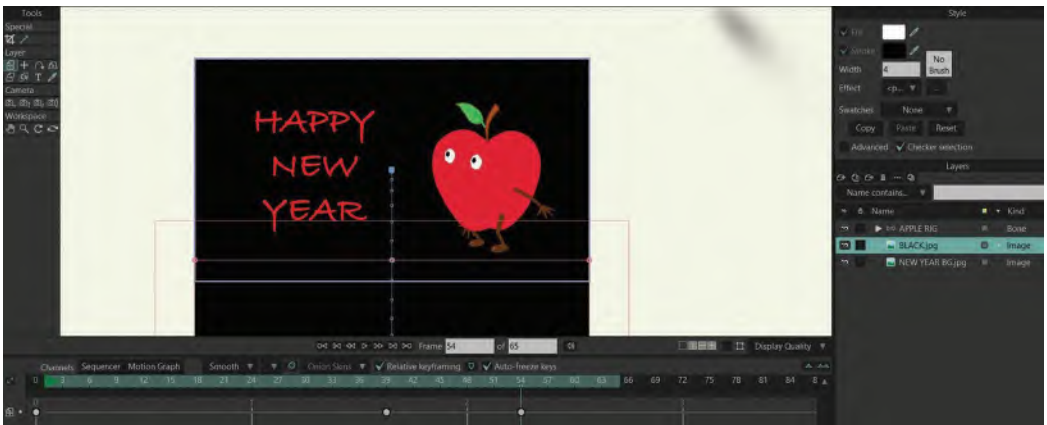 Tools
Style
Special
Layer
Camera
Workspace
Fill
Stroke
Width 4
No Brush
Effect <p...
Swatches None
Copy Paste Reset
Advanced Checker selection
Layers
Name contains...
Name Kind
APPLE RIG Bone
BLACK.jpg Image
NEW YEAR BG.jpg Image
HAPPY
NEW
YEAR
Frame 54 of 65 Display Quality
Channels Sequencer Motion Graph Smooth Onion Skins Relative keyframing Auto-freeze keys
0 3 6 9 12 15 18 21 24 27 30 33 36 39 42 45 48 51 54 57 60 63 66 69 72 75 78 81 84 8